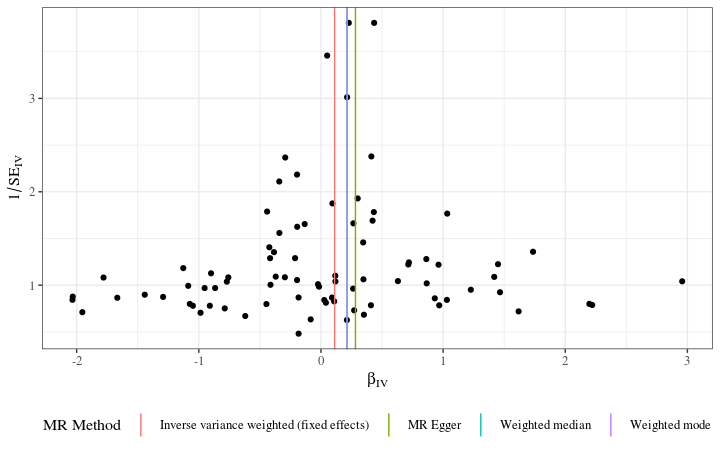 3
2
1
1/SE_IV
-2
-1
0
1
2
3
β_IV
MR Method
Inverse variance weighted (fixed effects)
MR Egger
Weighted median
Weighted mode